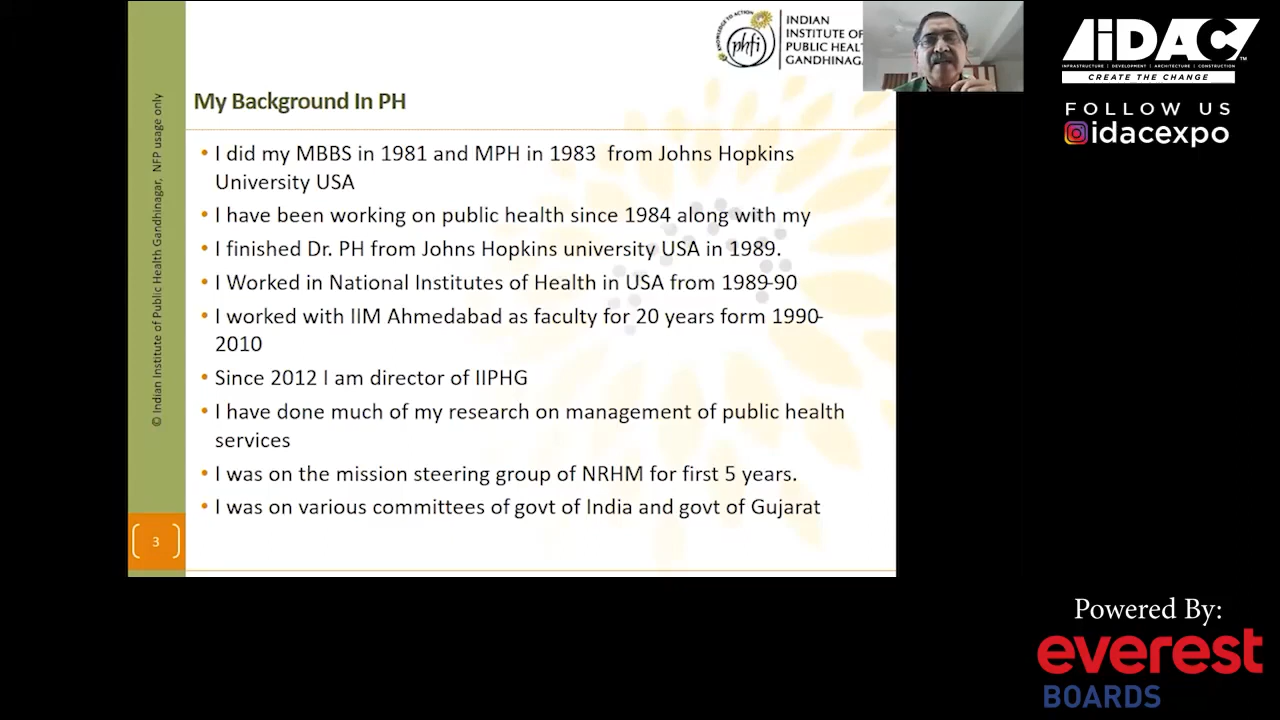 KNOWLEDGE TO ACTION
phfi
INDIAN
INSTITUTE OF
PUBLIC HEAL
GANDHINAGA
My Background In PH
• I did my MBBS in 1981 and MPH in 1983 from Johns Hopkins
University USA
• I have been working on public health since 1984 along with my
• I finished Dr. PH from Johns Hopkins university USA in 1989.
• I Worked in National Institutes of Health in USA from 1989-90
• I worked with IIM Ahmedabad as faculty for 20 years form 1990-
2010
• Since 2012 I am director of IIPHG
• I have done much of my research on management of public health
services
• I was on the mission steering group of NRHM for first 5 years.
• I was on various committees of govt of India and govt of Gujarat
© Indian Institute of Public Health Gandhinagar, NFP usage only
3
IDAC™
INFRASTRUCTURE | DEVELOPMENT | ARCHITECTURE | CONSTRUCTION
CREATE THE CHANGE
FOLLOW US
idacexpo
Powered By:
everest
BOARDS